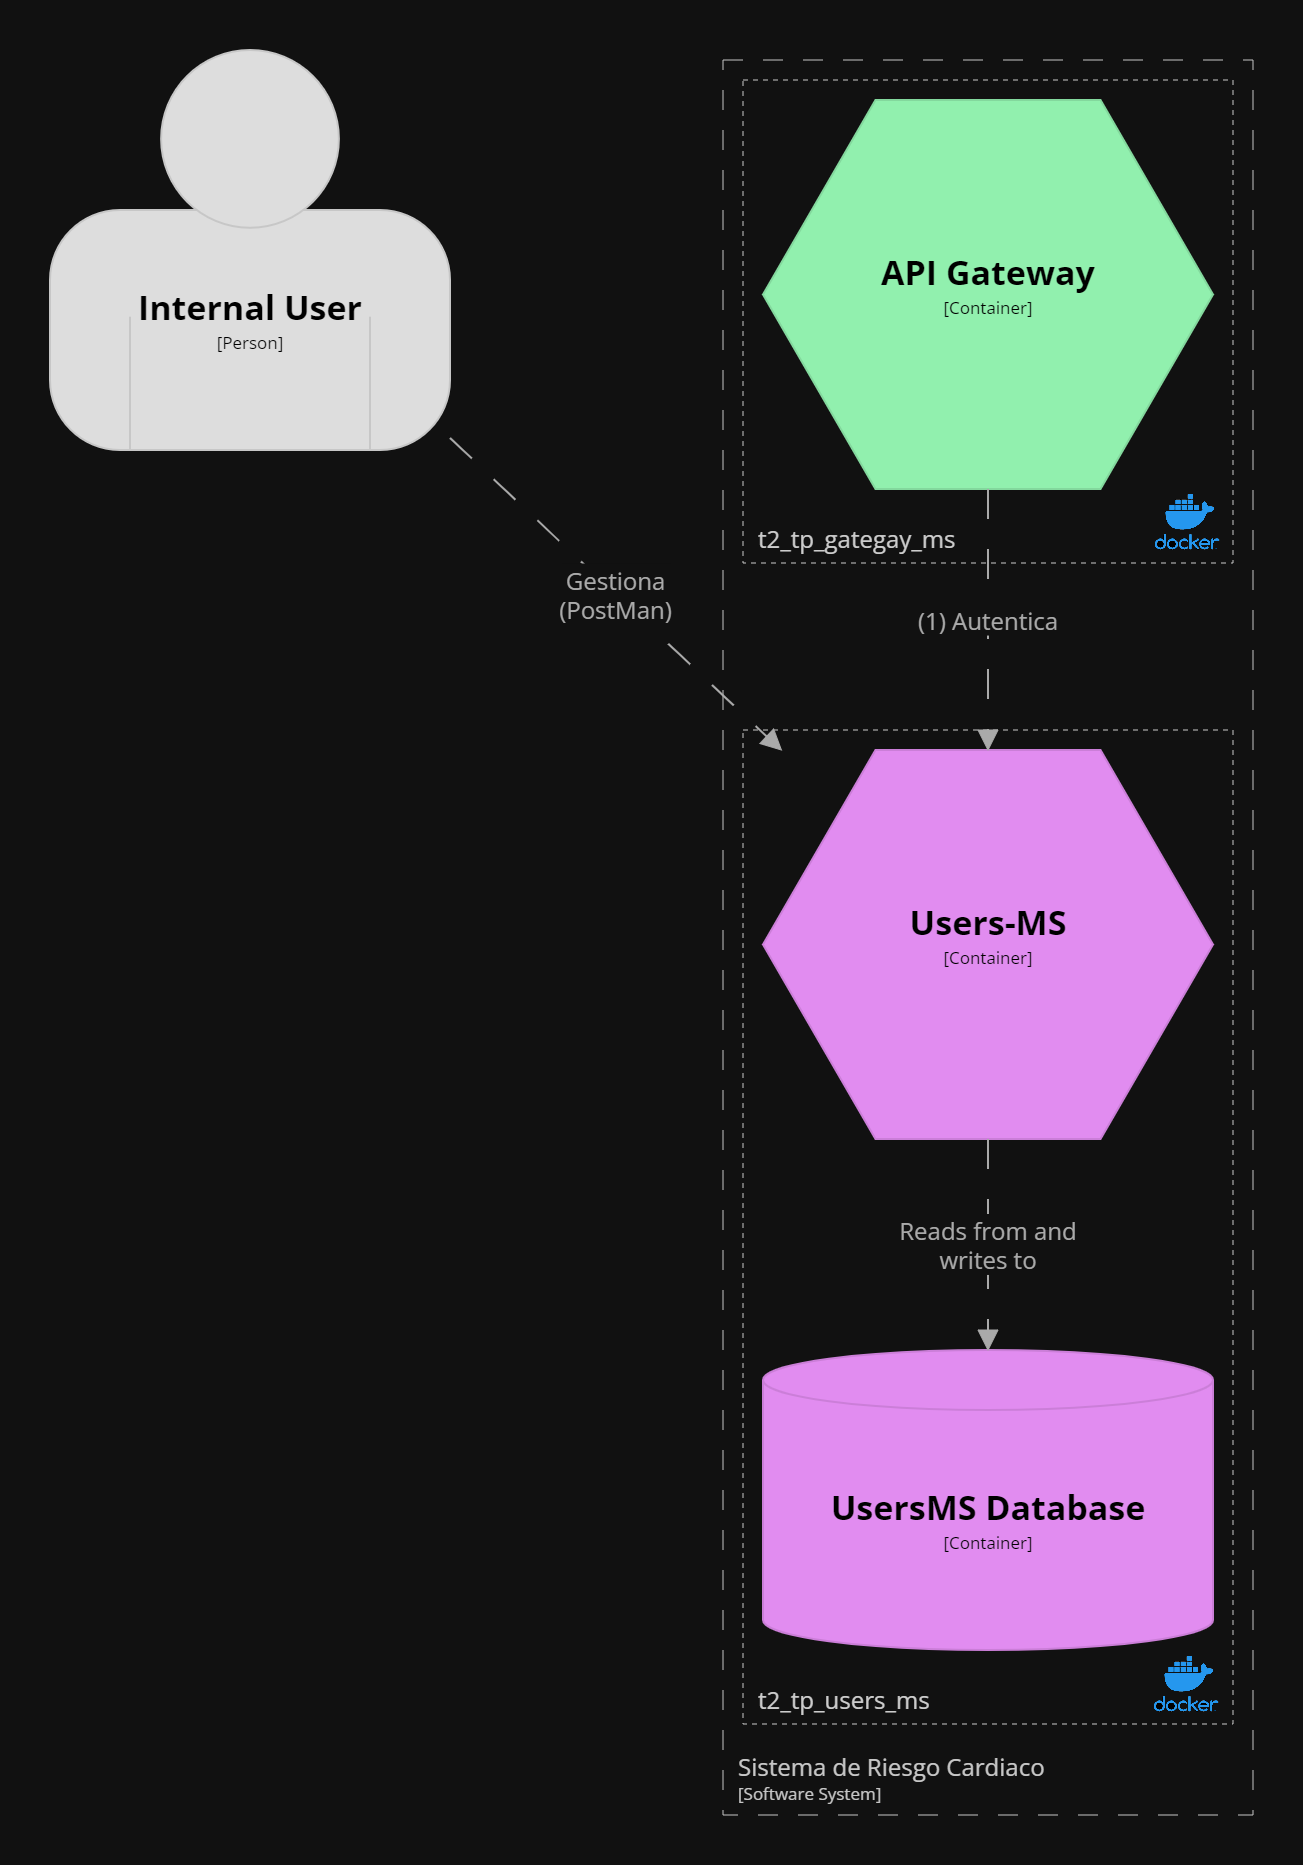 Internal User
[Person]
API Gateway
[Container]
t2_tp_gategay_ms
docker
Gestiona
(PostMan)
(1) Autentica
Users-MS
[Container]
Reads from and
writes to
UsersMS Database
[Container]
t2_tp_users_ms
docker
Sistema de Riesgo Cardiaco
[Software System]